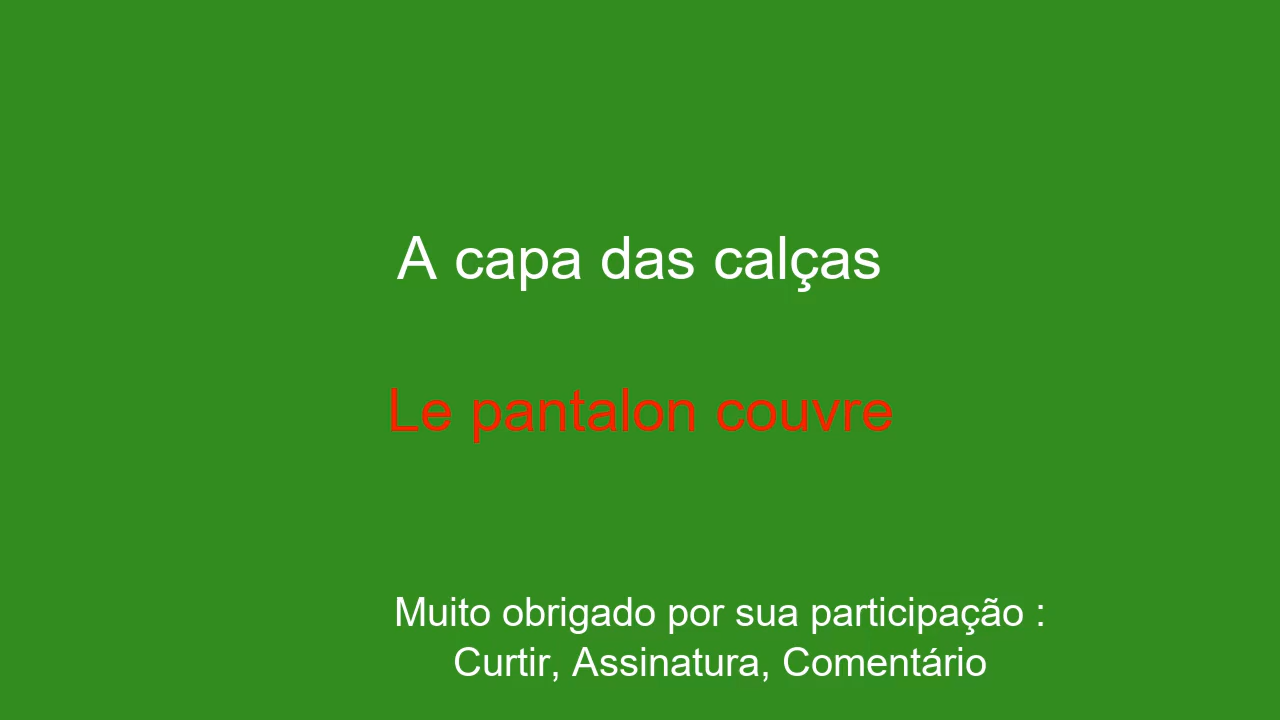 A capa das calças
Le pantalon couvre
Muito obrigado por sua participação :
Curtir, Assinatura, Comentário